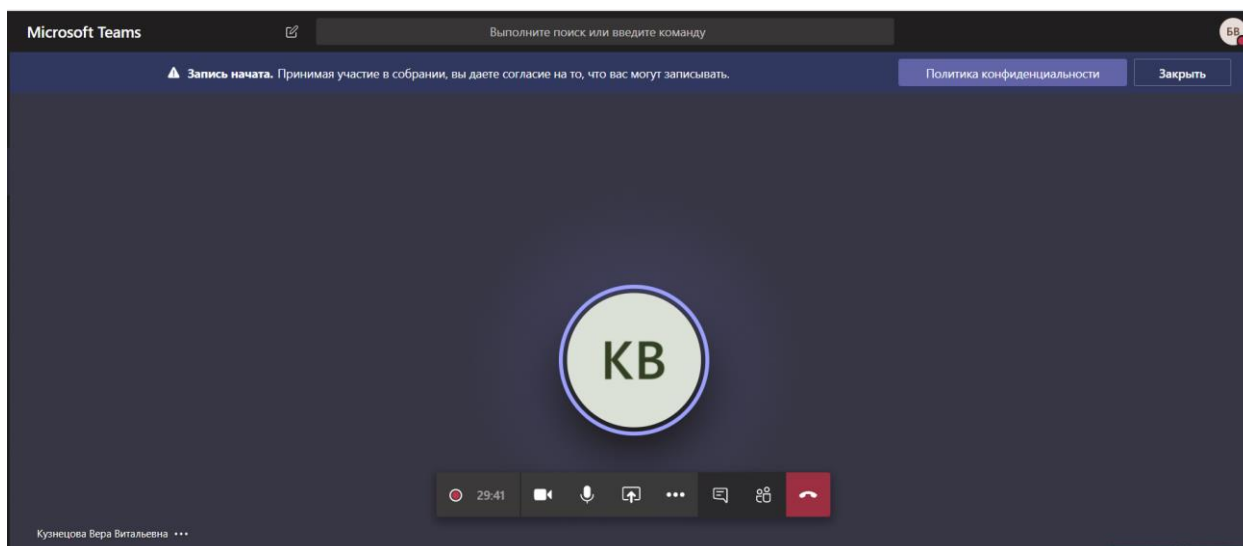 Microsoft Teams
Выполните поиск или введите команду
БВ
Запись начата. Принимая участие в собрании, вы даете согласие на то, что вас могут записывать.
Политика конфиденциальности
Закрыть
КВ
29:41
Кузнецова Вера Витальевна •••